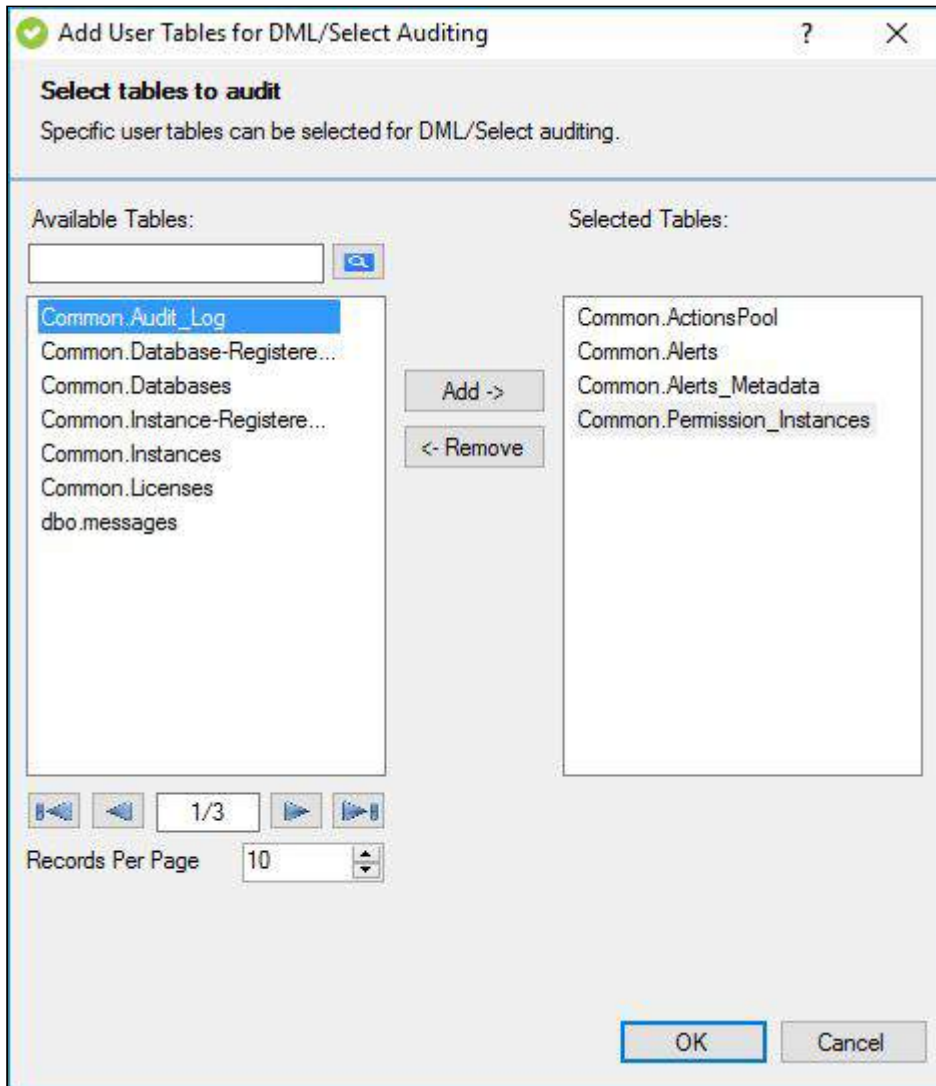 Add User Tables for DML/Select Auditing
?
Select tables to audit
Specific user tables can be selected for DML/Select auditing.
Available Tables:
Selected Tables:
Common.Audit_Log
Common.Database-Registere...
Common.Databases
Common.Instance-Registere...
Common.Instances
Common.Licenses
dbo.messages
Add ->
<- Remove
Common.ActionsPool
Common.Alerts
Common.Alerts_Metadata
Common.Permission_Instances
1/3
Records Per Page
10
OK
Cancel